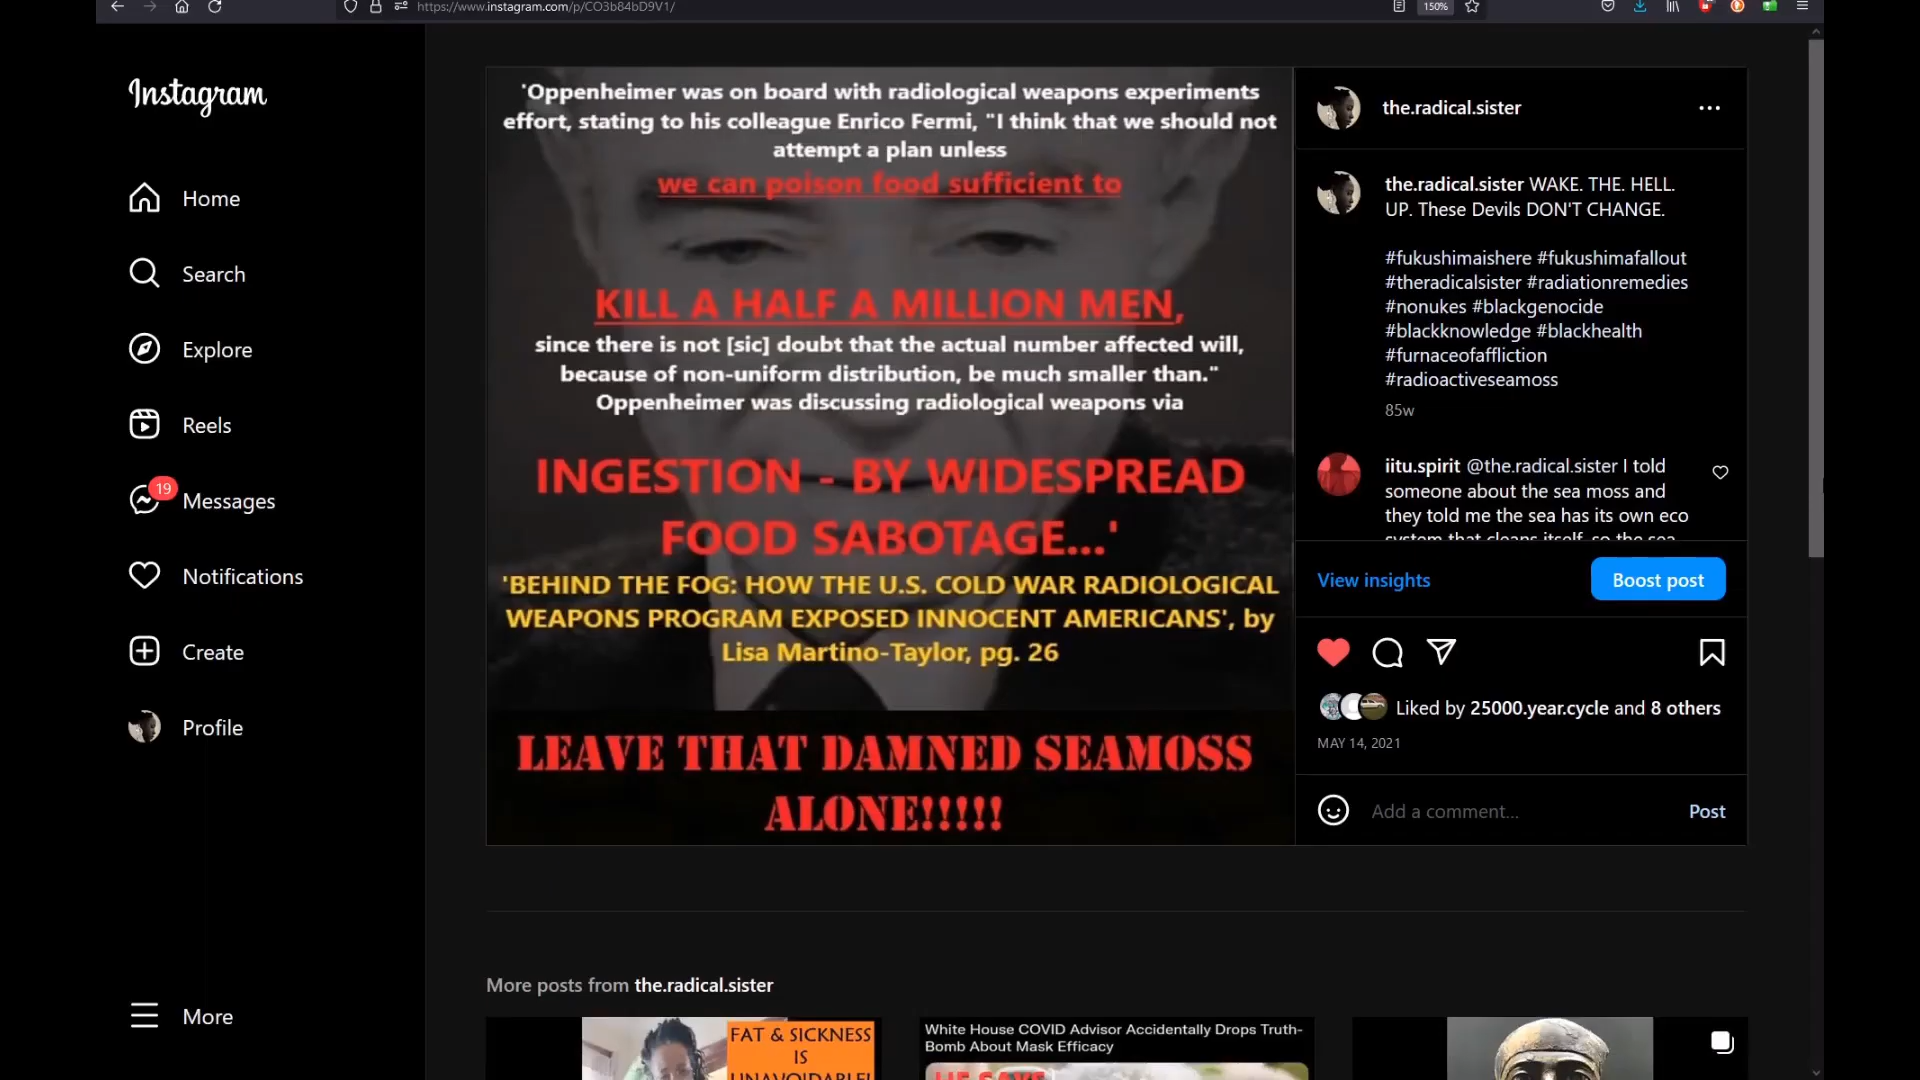 https://www.instagram.com/p/CO3b84bD9V1/
150%
Instagram
Home
Search
Explore
Reels
19
Messages
Notifications
Create
Profile
More
'Oppenheimer was on board with radiological weapons experiments
effort, stating to his colleague Enrico Fermi, "I think that we should not
attempt a plan unless
we can poison food sufficient to
KILL A HALF A MILLION MEN,
since there is not [sic] doubt that the actual number affected will,
because of non-uniform distribution, be much smaller than."
Oppenheimer was discussing radiological weapons via
INGESTION - BY WIDESPREAD
FOOD SABOTAGE...'
'BEHIND THE FOG: HOW THE U.S. COLD WAR RADIOLOGICAL
WEAPONS PROGRAM EXPOSED INNOCENT AMERICANS', by
Lisa Martino-Taylor, pg. 26
LEAVE THAT DAMNED SEAMOSS
ALONE!!!!!
the.radical.sister
the.radical.sister WAKE. THE. HELL.
UP. These Devils DON'T CHANGE.
#fukushimaishere #fukushimafallout
#theradicalsister #radiationremedies
#nonukes #blackgenocide
#blackknowledge #blackhealth
#furnaceofaffliction
#radioactiveseamoss
85w
iitu.spirit @the.radical.sister I told
someone about the sea moss and
they told me the sea has its own eco
system that cleans itself, so the sea
View insights
Boost post
Liked by 25000.year.cycle and 8 others
MAY 14, 2021
Add a comment...
Post
More posts from the.radical.sister
FAT & SICKNESS
IS
UNAVOIDABLE!
White House COVID Advisor Accidentally Drops Truth-
Bomb About Mask Efficacy
HE SAYS